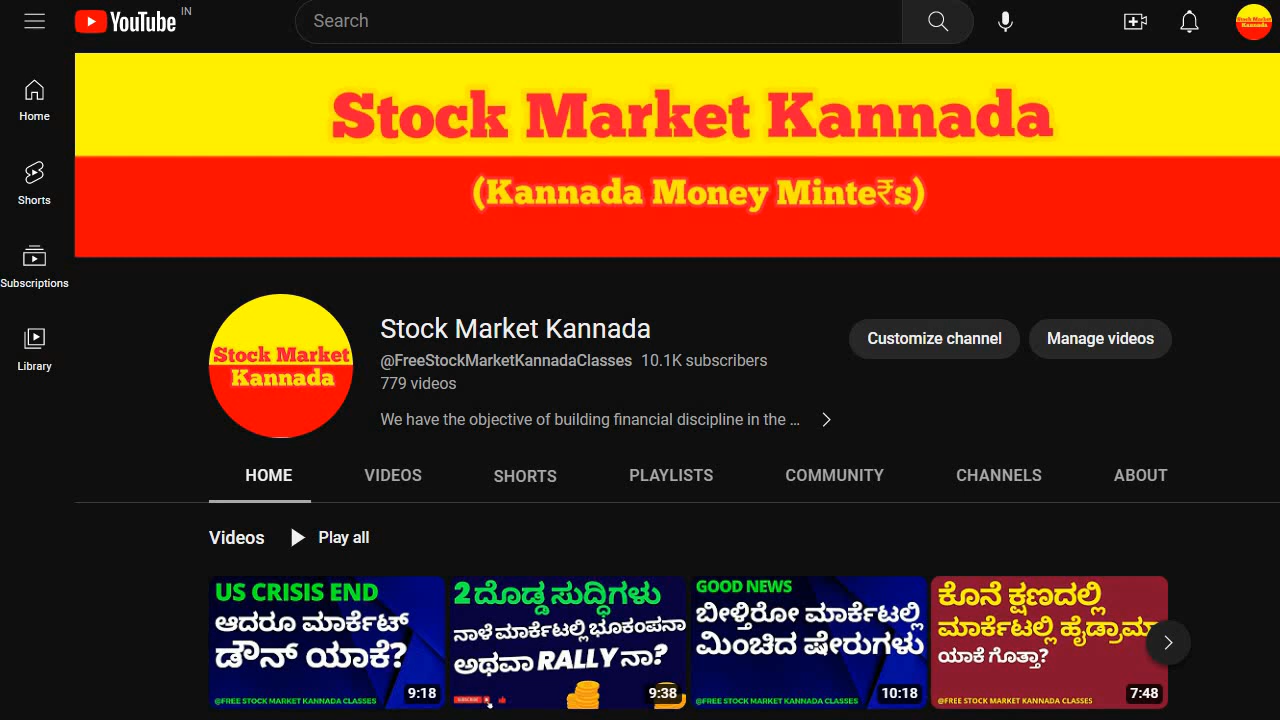 YouTube IN
Search
Home
Shorts
Subscriptions
Library
Stock Market Kannada
(Kannada Money Minte₹s)
Stock Market
Kannada
Stock Market Kannada
@FreeStockMarketKannadaClasses 10.1K subscribers
779 videos
We have the objective of building financial discipline in the ...
Customize channel
Manage videos
HOME VIDEOS SHORTS PLAYLISTS COMMUNITY CHANNELS ABOUT
Videos Play all
US CRISIS END
ಆದರೂ ಮಾರ್ಕೆಟ್
ಡೌನ್ ಯಾಕೆ?
@FREE STOCK MARKET KANNADA CLASSES
9:18
2 ದೊಡ್ಡ ಸುದ್ಧಿಗಳು
ನಾಳೆ ಮಾರ್ಕೆಟಲ್ಲಿ ಭೂಕಂಪನಾ
ಅಥವಾ RALLY ನಾ?
9:38
GOOD NEWS
ಬೀಳ್ತಿರೋ ಮಾರ್ಕೆಟಲ್ಲಿ
ಮಿಂಚಿದ ಷೇರುಗಳು
@FREE STOCK MARKET KANNADA CLASSES
10:18
ಕೊನೆ ಕ್ಷಣದಲ್ಲಿ
ಮಾರ್ಕೆಟಲ್ಲಿ ಹೈಡ್ರಾಮಾ
ಯಾಕೆ ಗೊತ್ತಾ?
@FREE STOCK MARKET KANNADA CLASSES
7:48